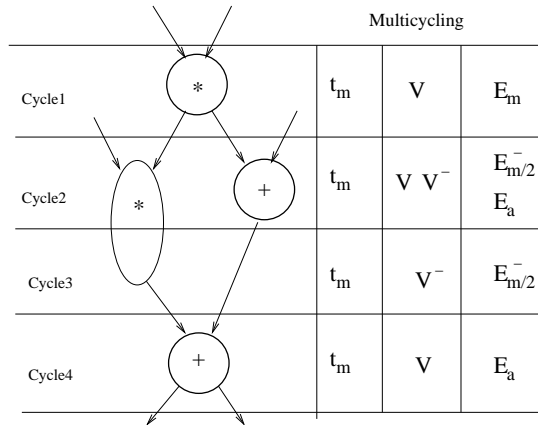 Multicycling
Cycle1 * t_m V E_m
Cycle2 * + t_m V V⁻ E⁻_m/2 E_a
Cycle3 t_m V⁻ E⁻_m/2
Cycle4 + t_m V E_a